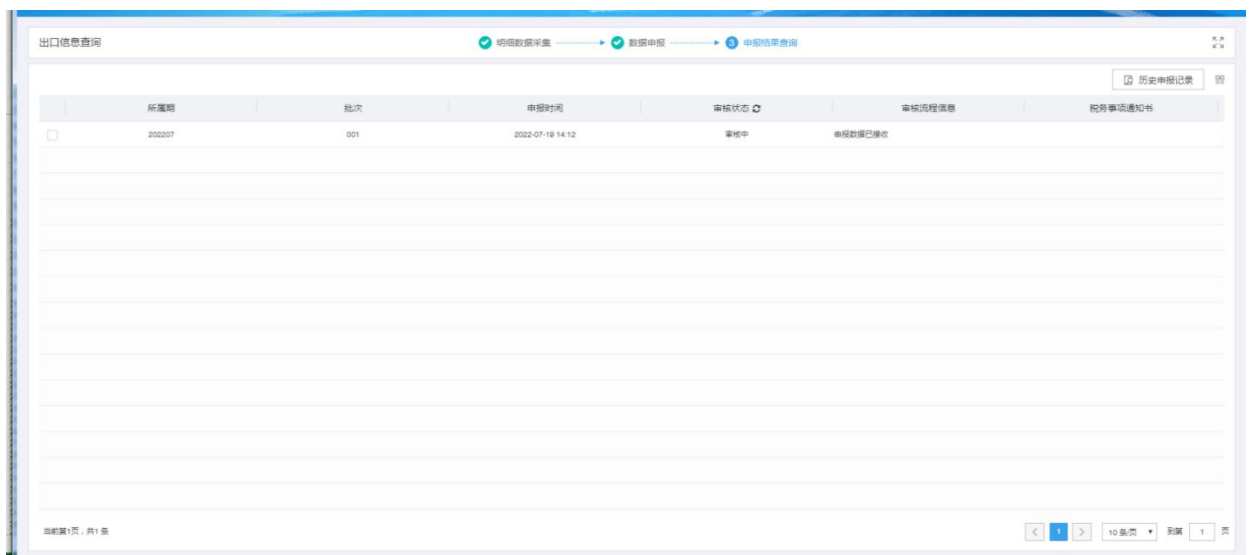 出口信息查询
明细数据采集
数据申报
3 申报结果查询
历史申报记录
所属期 批次 申报时间 审核状态 审核流程信息 税务事项通知书
202207 001 2022-07-19 14:12 审核中 申报数据已接收
当前第1页，共1条
1 10条/页 到第 1 页